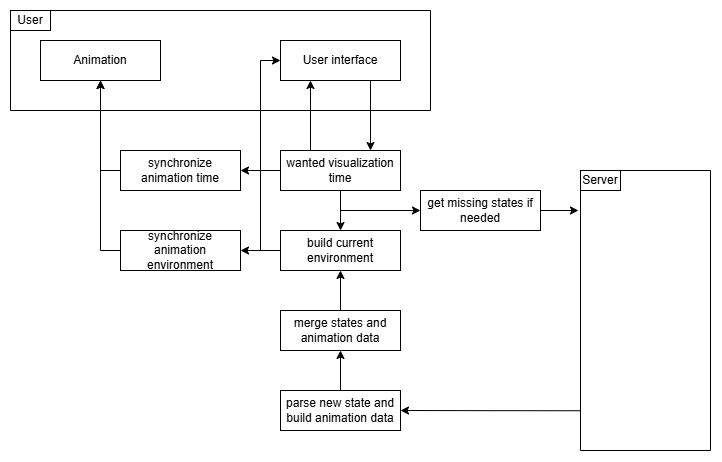 User
Animation
User interface
synchronize
animation time
wanted visualization
time
Server
get missing states if
needed
synchronize
animation
environment
build current
environment
merge states and
animation data
parse new state and
build animation data